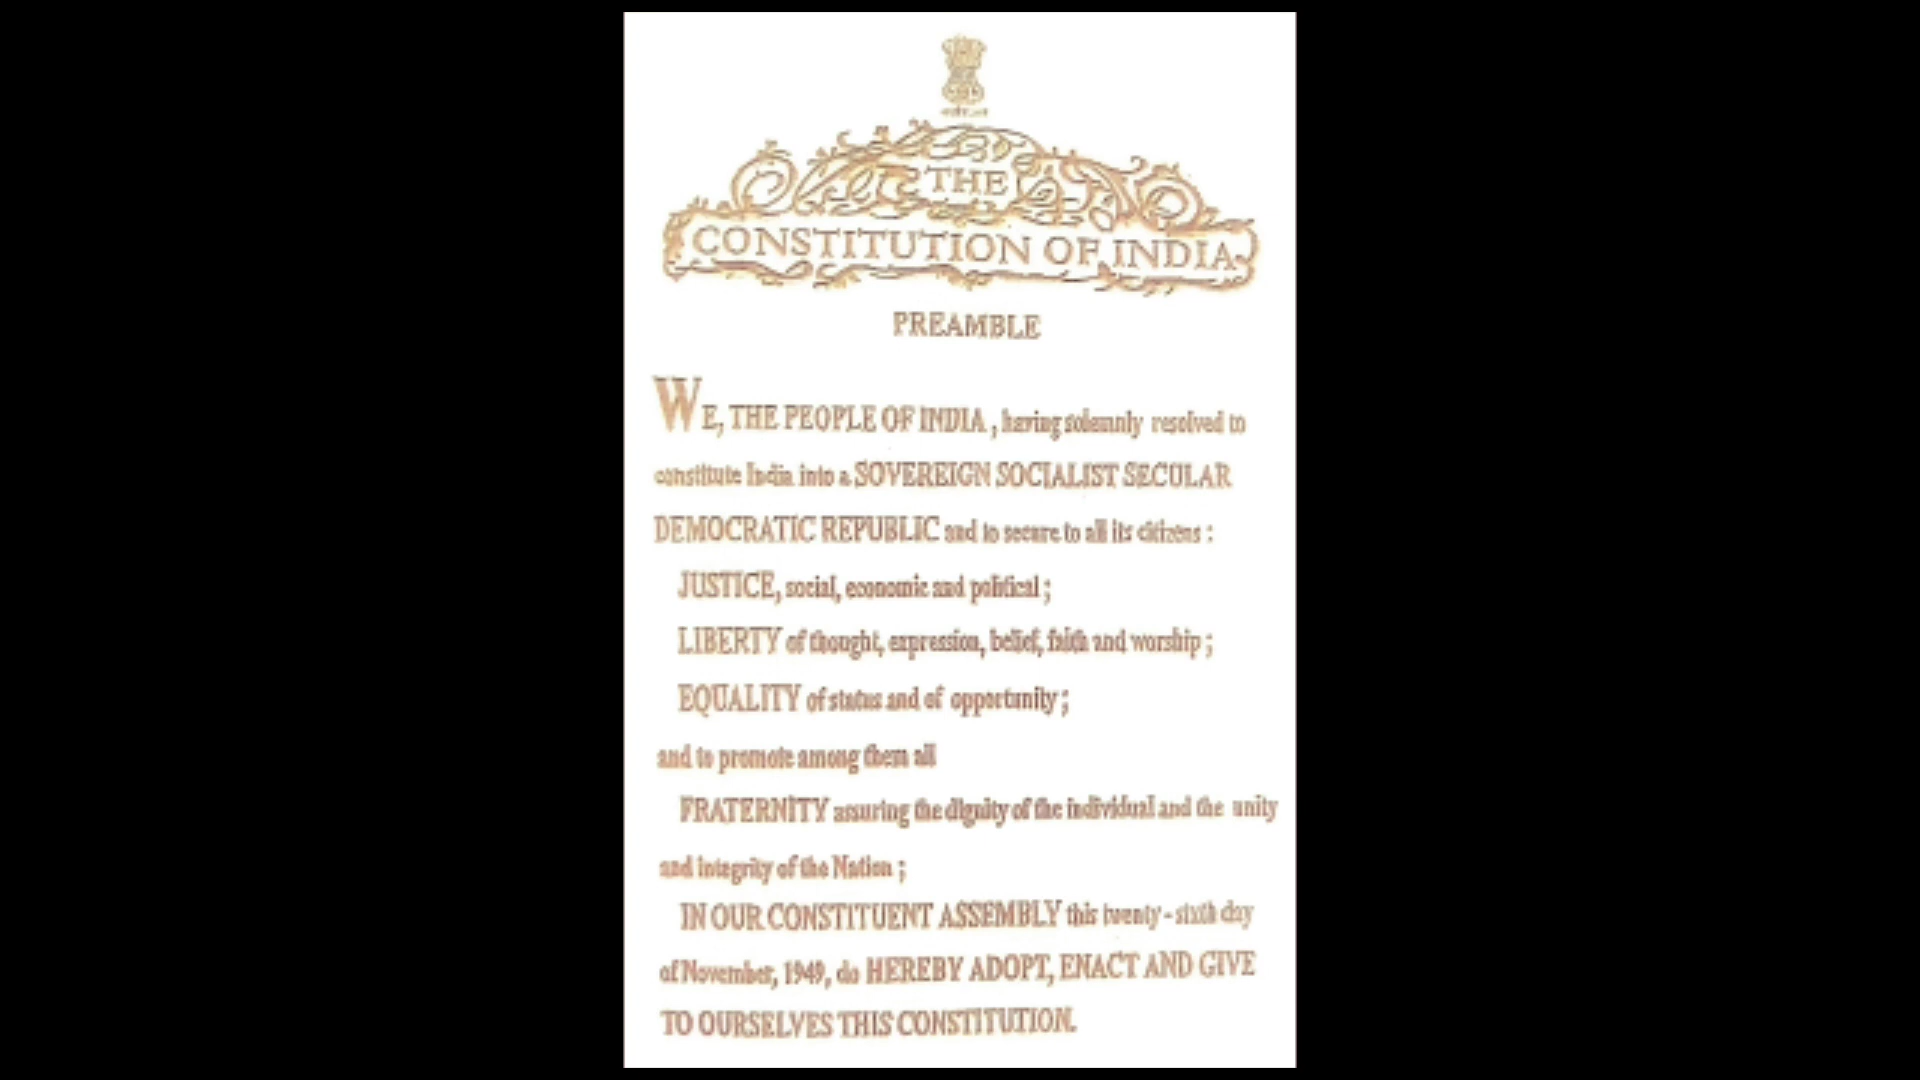 THE
CONSTITUTION OF INDIA
PREAMBLE
WE, THE PEOPLE OF INDIA, having solemnly resolved to
constitute India into a SOVEREIGN SOCIALIST SECULAR
DEMOCRATIC REPUBLIC and to secure to all its citizens :
JUSTICE, social, economic and political ;
LIBERTY of thought, expression, belief, faith and worship ;
EQUALITY of status and of opportunity ;
and to promote among them all
FRATERNITY assuring the dignity of the individual and the unity
and integrity of the Nation ;
IN OUR CONSTITUENT ASSEMBLY this twenty - sixth day
of November, 1949, do HEREBY ADOPT, ENACT AND GIVE
TO OURSELVES THIS CONSTITUTION.